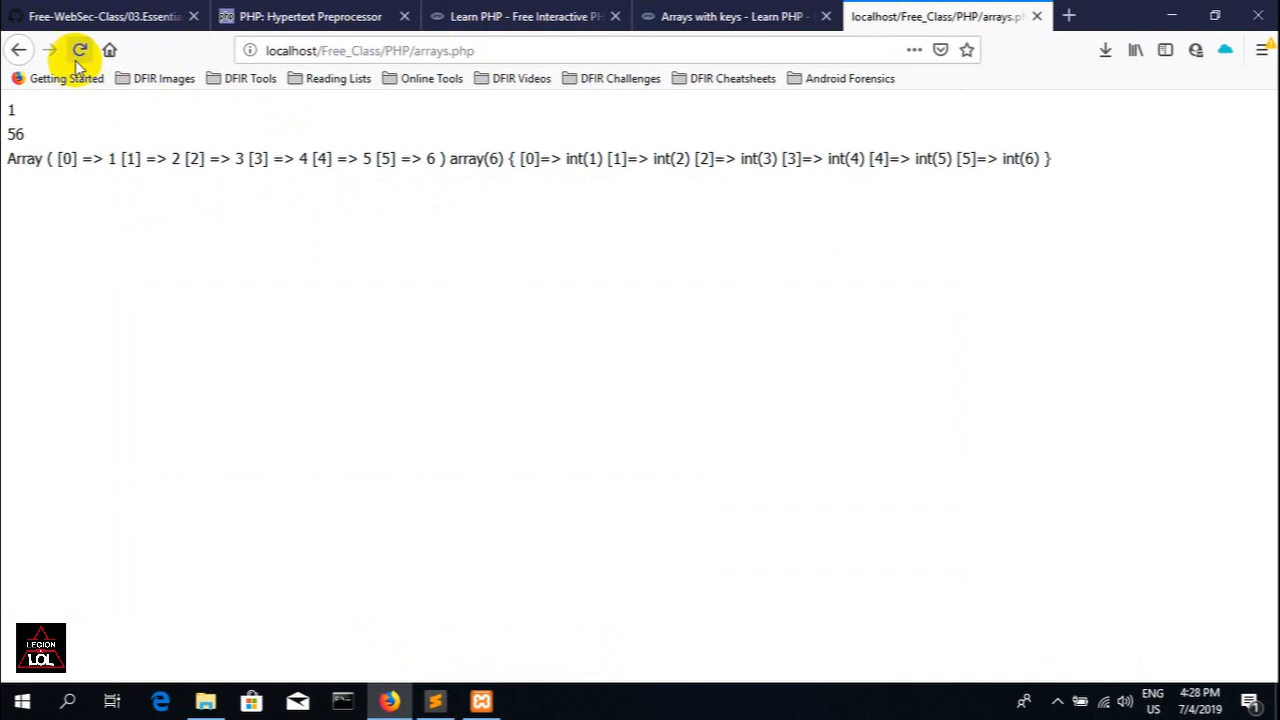 Free-WebSec-Class/03.Essentia
PHP: Hypertext Preprocessor
Learn PHP - Free Interactive PH
Arrays with keys - Learn PHP -
localhost/Free_Class/PHP/arrays.ph
localhost/Free_Class/PHP/arrays.php
Getting Started
DFIR Images
DFIR Tools
Reading Lists
Online Tools
DFIR Videos
DFIR Challenges
DFIR Cheatsheets
Android Forensics
1
56
Array ( [0] => 1 [1] => 2 [2] => 3 [3] => 4 [4] => 5 [5] => 6 ) array(6) { [0]=> int(1) [1]=> int(2) [2]=> int(3) [3]=> int(4) [4]=> int(5) [5]=> int(6) }
LEGION
LOL
ENG
US
4:28 PM
7/4/2019
1